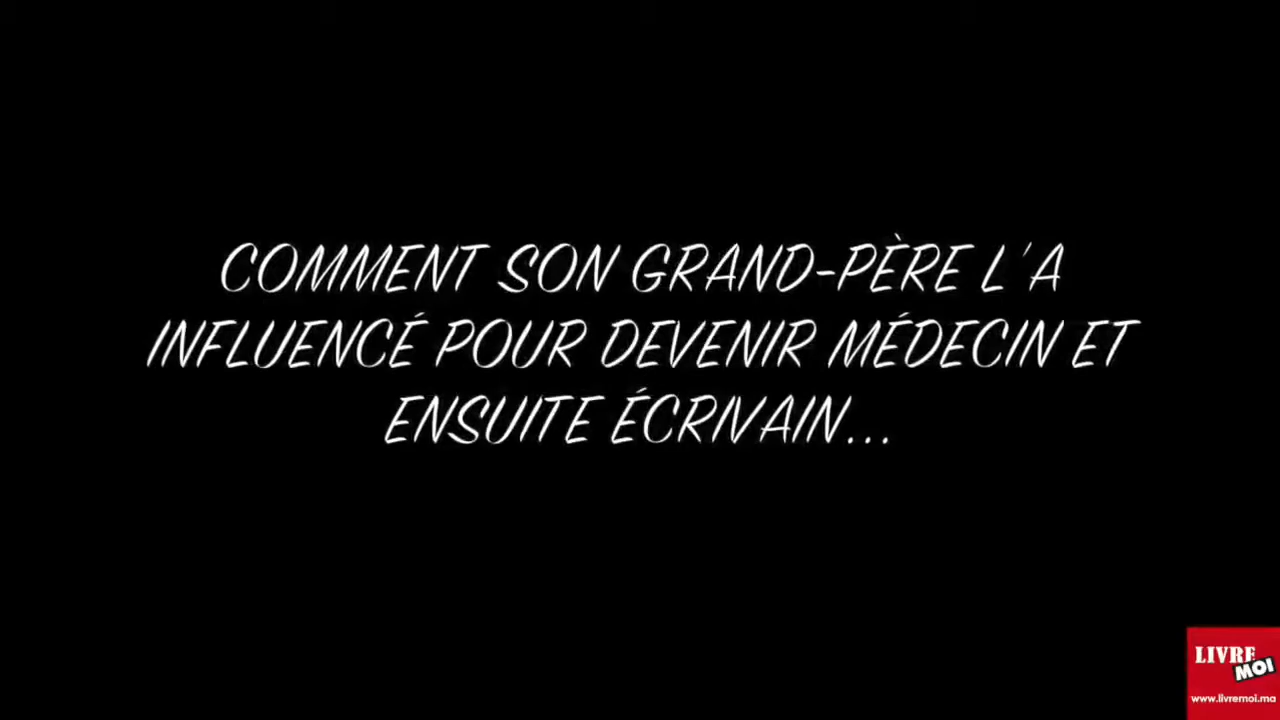 COMMENT SON GRAND-PÈRE L'A
INFLUENCÉ POUR DEVENIR MÉDECIN ET
ENSUITE ÉCRIVAIN...
LIVRE
MOI
www.livremoi.ma